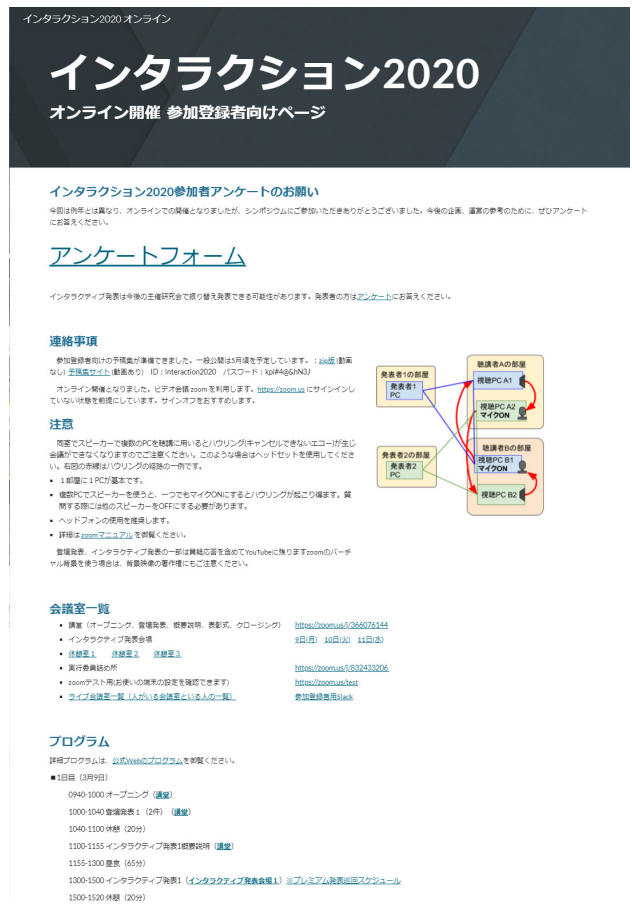 インタラクション2020 オンライン
インタラクション2020
オンライン開催 参加登録者向けページ
インタラクション2020参加者アンケートのお願い
今回は例年とは異なり、オンラインでの開催となりましたが、シンポジウムにご参加いただきありがとうございました。今後の企画、運営の参考のために、ぜひアンケート
にお答えください。
アンケートフォーム
インタラクティブ発表は今後の主催研究会で振り替え発表できる可能性があります。発表者の方はアンケートにお答えください。
連絡事項
参加登録者向けの予稿集が準備できました。一般公開は5月頃を予定しています。：zip版(動画
なし) 予稿集サイト(動画あり) ID：interaction2020 パスワード：kpl#4@&hN3J
オンライン開催となりました。ビデオ会議 zoom を利用します。https://zoom.us にサインインし
ていない状態を前提にしています。サインオフをおすすめします。
注意
同室でスピーカーで複数のPCを聴講に用いるとハウリング(キャンセルできないエコー)が生じ
会議ができなくなりますのでご注意ください。このような場合はヘッドセットを使用してくださ
い。右図の赤線はハウリングの経路の一例です。
▪ １部屋に１PCが基本です。
▪ 複数PCでスピーカーを使うと、一つでもマイクONにするとハウリングが起こり得ます。質
問する際には他のスピーカーをOFFにする必要があります。
▪ ヘッドフォンの使用を推奨します。
▪ 詳細はzoomマニュアルを御覧ください。
登壇発表、インタラクティブ発表の一部は質疑応答を含めてYouTubeに残りますzoomのバーチ
ャル背景を使う場合は、背景映像の著作権にもご注意ください。
発表者1の部屋
発表者1
PC
発表者2の部屋
発表者2
PC
聴講者Aの部屋
視聴PC A1
視聴PC A2
マイクON
聴講者Bの部屋
視聴PC B1
マイクON
視聴PC B2
会議室一覧
▪ 講堂（オープニング、登壇発表、概要説明、表彰式、クロージング） https://zoom.us/j/366076144
▪ インタラクティブ発表会場 9日(月) 10日(火) 11日(水)
▪ 休憩室１ 休憩室２ 休憩室３
▪ 実行委員詰め所 https://zoom.us/j/832433206
▪ zoomテスト用(お使いの端末の設定を確認できます) https://zoom.us/test
▪ ライブ会議室一覧（人がいる会議室といる人の一覧） 参加登録者用Slack
プログラム
詳細プログラムは、公式Webのプログラムを御覧ください。
■1日目（3月9日）
0940-1000 オープニング（講堂）
1000-1040 登壇発表１（2件）（講堂）
1040-1100 休憩（20分）
1100-1155 インタラクティブ発表1概要説明（講堂）
1155-1300 昼食（65分）
1300-1500 インタラクティブ発表1（インタラクティブ発表会場１）※プレミアム発表巡回スケジュール
1500-1520 休憩（20分）